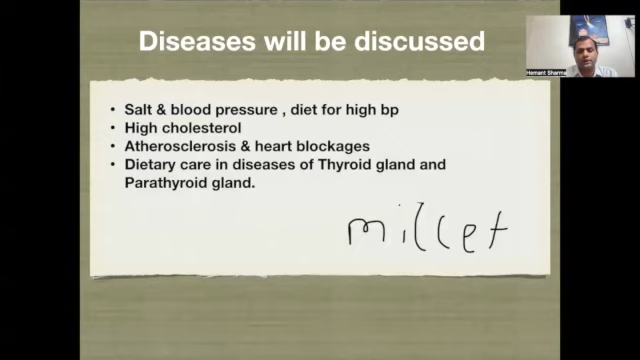 Diseases will be discussed
Hemant Sharma
• Salt & blood pressure , diet for high bp
• High cholesterol
• Atherosclerosis & heart blockages
• Dietary care in diseases of Thyroid gland and
Parathyroid gland.
millet